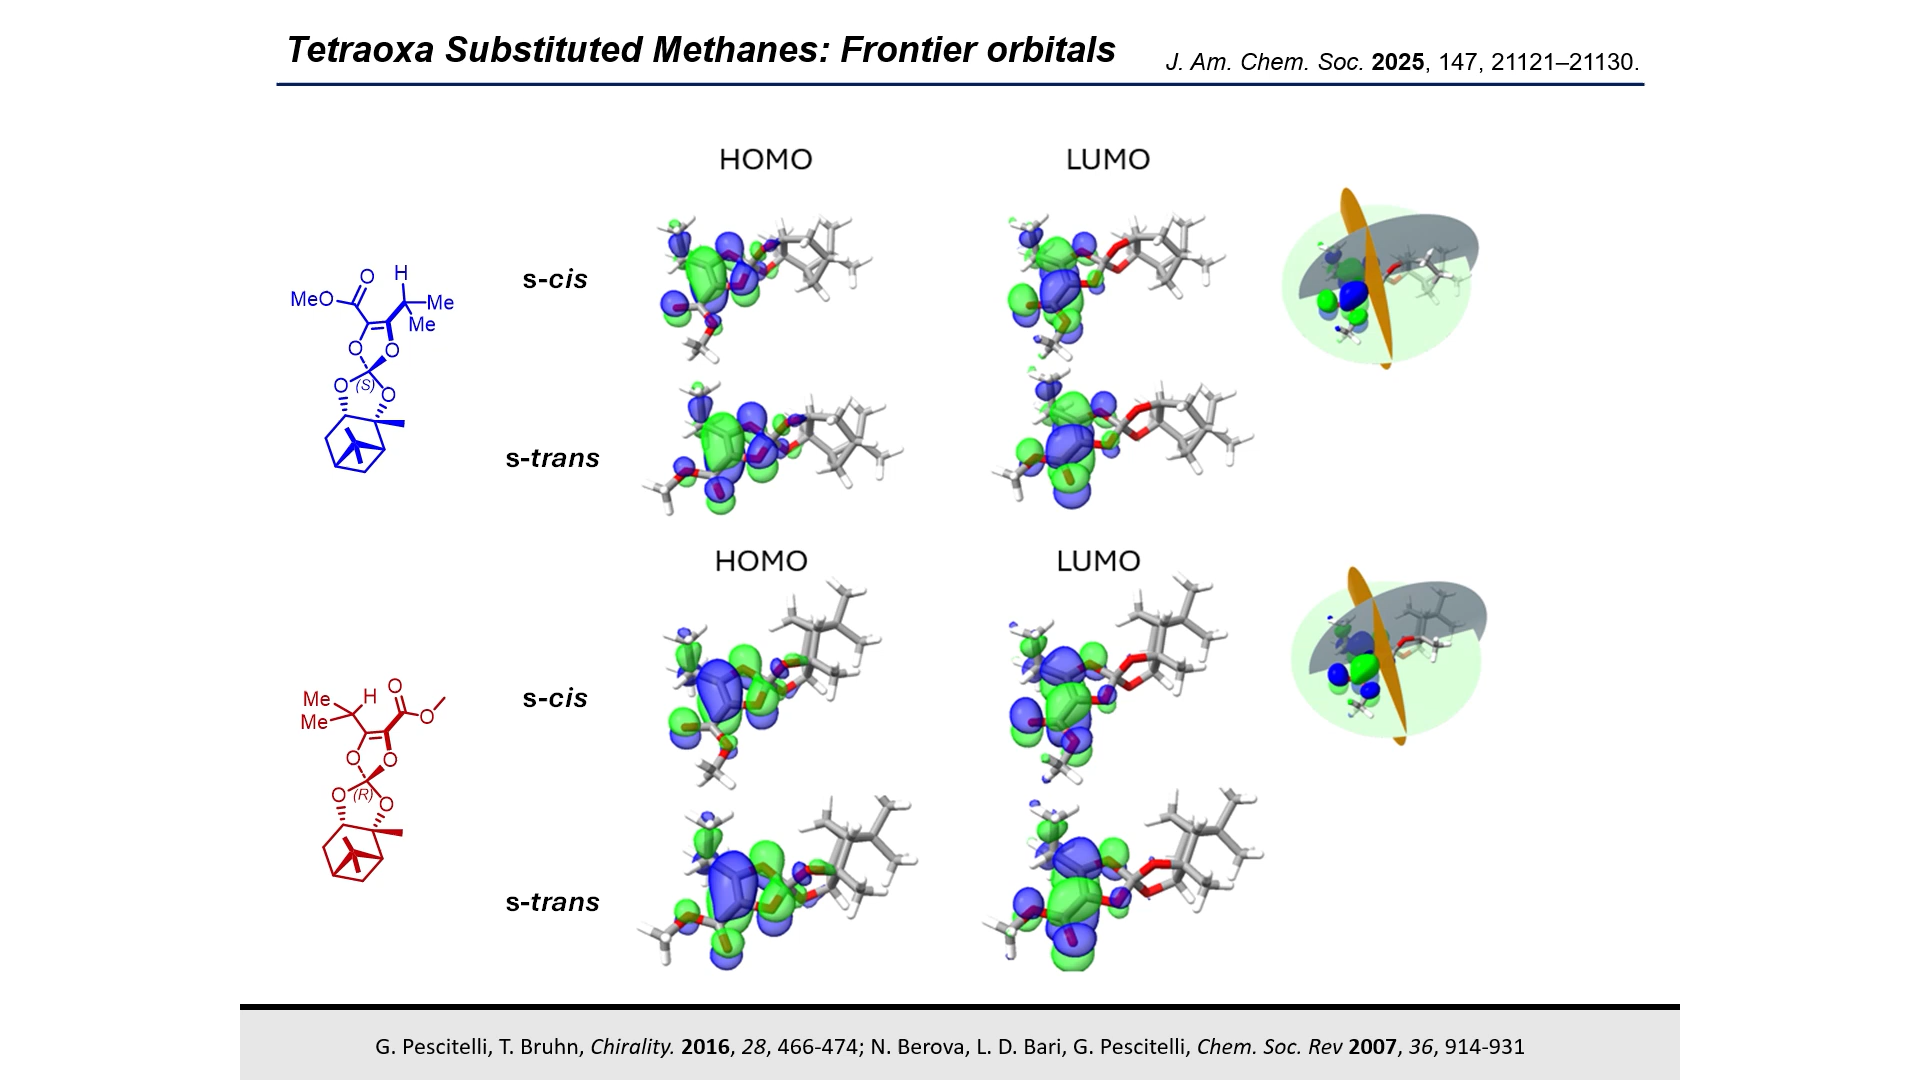 Tetraoxa Substituted Methanes: Frontier orbitals
J. Am. Chem. Soc. 2025, 147, 21121–21130.
HOMO
LUMO
s-cis
O
H
MeO
Me
Me
O
O
O
(S)
O
s-trans
HOMO
LUMO
s-cis
O
Me
H
Me
O
O
O
O
(R)
O
s-trans
G. Pescitelli, T. Bruhn, Chirality. 2016, 28, 466-474; N. Berova, L. D. Bari, G. Pescitelli, Chem. Soc. Rev 2007, 36, 914-931